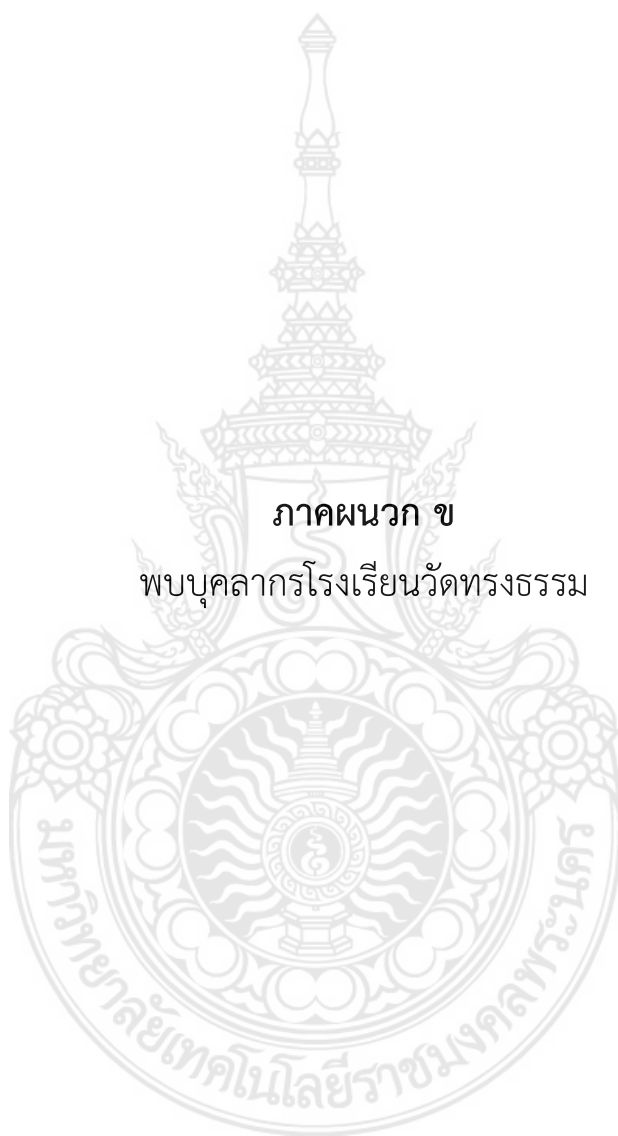 ภาคผนวก ข
พบบุคลากรโรงเรียนวัดทรงธรรม
มหาวิทยาลัยเทคโนโลยีราชมงคลพระนคร